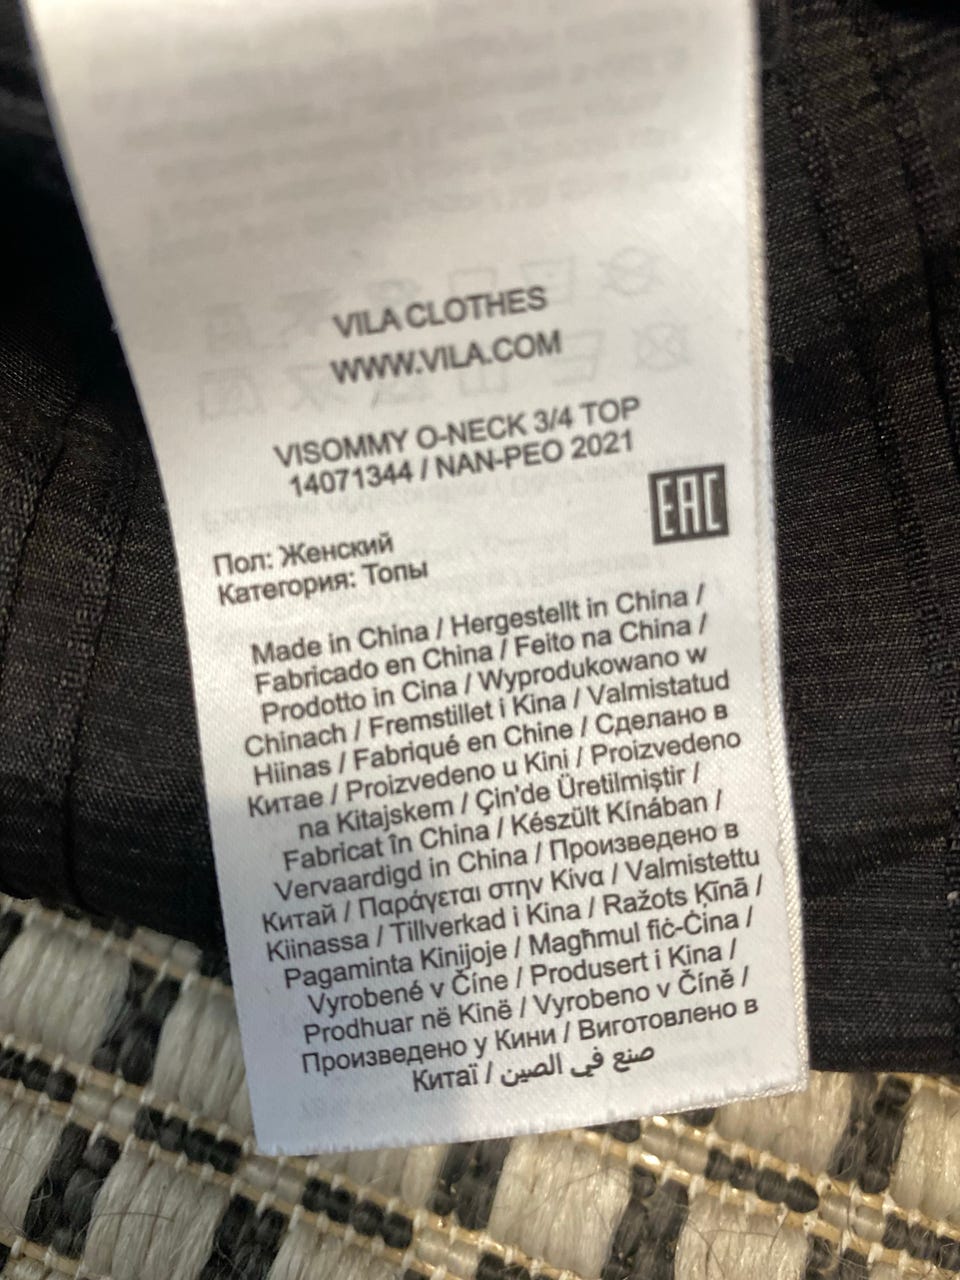 VILA CLOTHES
WWW.VILA.COM
VISOMMY O-NECK 3/4 TOP
14071344 / NAN-PEO 2021
EAC
Пол: Женский
Категория: Топы
Made in China / Hergestellt in China /
Fabricado en China / Feito na China /
Prodotto in Cina / Wyprodukowano w
Chinach / Fremstillet i Kina / Valmistatud
Hiinas / Fabriqué en Chine / Сделано в
Китае / Proizvedeno u Kini / Proizvedeno
na Kitajskem / Çin'de Üretilmiştir /
Fabricat în China / Készült Kínában /
Vervaardigd in China / Произведено в
Китай / Παράγεται στην Κίνα / Valmistettu
Kiinassa / Tillverkad i Kina / Ražots Ķīnā /
Pagaminta Kinijoje / Magħmul fiċ-Ċina /
Vyrobené v Číne / Produsert i Kina /
Prodhuar në Kinë / Vyrobeno v Číně /
Произведено у Кини / Виготовлено в
Китаї / صنع في الصين